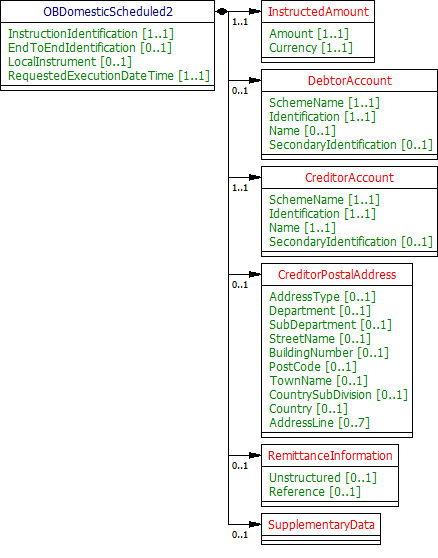 OBDomesticScheduled2
InstructionIdentification [1..1]
EndToEndIdentification [0..1]
LocalInstrument [0..1]
RequestedExecutionDateTime [1..1]
1..1
InstructedAmount
Amount [1..1]
Currency [1..1]
0..1
DebtorAccount
SchemeName [1..1]
Identification [1..1]
Name [0..1]
SecondaryIdentification [0..1]
1..1
CreditorAccount
SchemeName [1..1]
Identification [1..1]
Name [1..1]
SecondaryIdentification [0..1]
0..1
CreditorPostalAddress
AddressType [0..1]
Department [0..1]
SubDepartment [0..1]
StreetName [0..1]
BuildingNumber [0..1]
PostCode [0..1]
TownName [0..1]
CountrySubDivision [0..1]
Country [0..1]
AddressLine [0..7]
0..1
RemittanceInformation
Unstructured [0..1]
Reference [0..1]
0..1
SupplementaryData